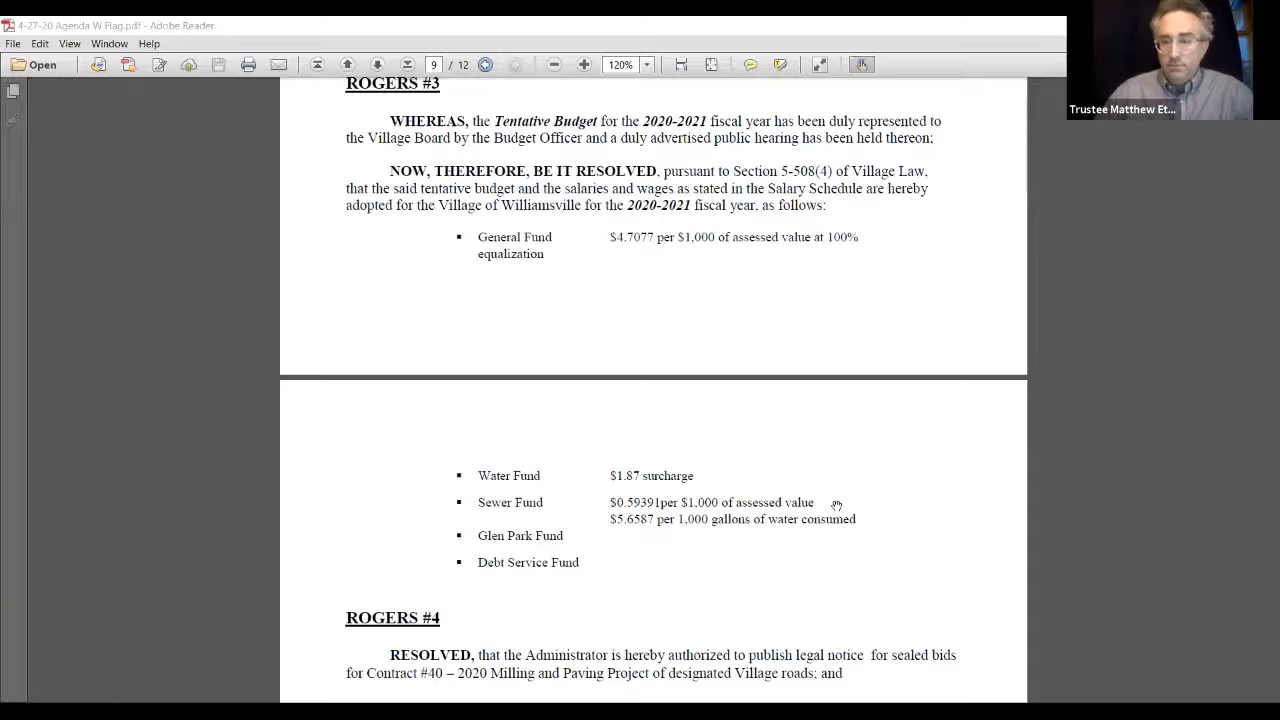 4-27-20 Agenda W Flag.pdf - Adobe Reader
File Edit View Window Help
Open 9 / 12 120%
Trustee Matthew Et...
ROGERS #3
WHEREAS, the Tentative Budget for the 2020-2021 fiscal year has been duly represented to
the Village Board by the Budget Officer and a duly advertised public hearing has been held thereon;
NOW, THEREFORE, BE IT RESOLVED, pursuant to Section 5-508(4) of Village Law,
that the said tentative budget and the salaries and wages as stated in the Salary Schedule are hereby
adopted for the Village of Williamsville for the 2020-2021 fiscal year, as follows:
▪ General Fund $4.7077 per $1,000 of assessed value at 100%
equalization
▪ Water Fund $1.87 surcharge
▪ Sewer Fund $0.59391per $1,000 of assessed value
$5.6587 per 1,000 gallons of water consumed
▪ Glen Park Fund
▪ Debt Service Fund
ROGERS #4
RESOLVED, that the Administrator is hereby authorized to publish legal notice for sealed bids
for Contract #40 – 2020 Milling and Paving Project of designated Village roads; and